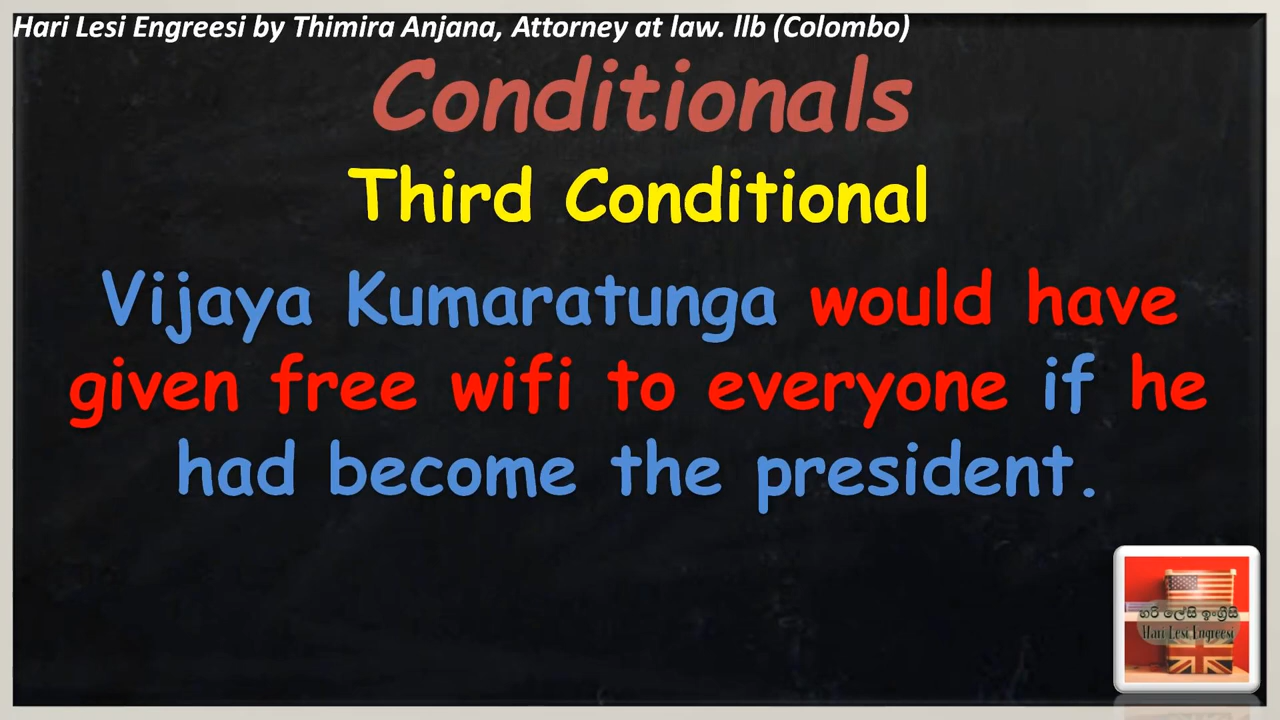 Hari Lesi Engreesi by Thimira Anjana, Attorney at law. llb (Colombo)
Conditionals
Third Conditional
Vijaya Kumaratunga would have
given free wifi to everyone if he
had become the president.
හරි ලේසි ඉංග්‍රීසි
Hari Lesi Engreesi